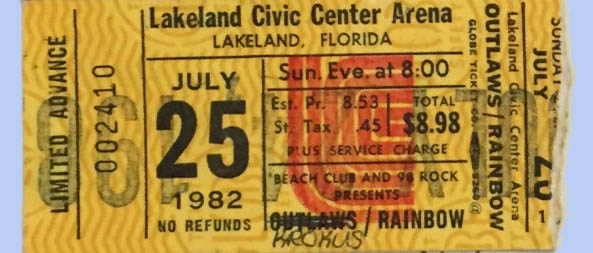 LIMITED ADVANCE
002410
Lakeland Civic Center Arena
LAKELAND, FLORIDA
JULY
25
1982
NO REFUNDS
Sun. Eve. at 8:00
Est. Pr. 8.53
St. Tax .45
TOTAL
$8.98
PLUS SERVICE CHARGE
BEACH CLUB AND 98 ROCK
PRESENTS
OUTLAWS / RAINBOW
KROKUS
Lakeland Civic Center Arena
OUTLAWS/RAINBOW
GLOBE TICKET
SUNDAY
JULY